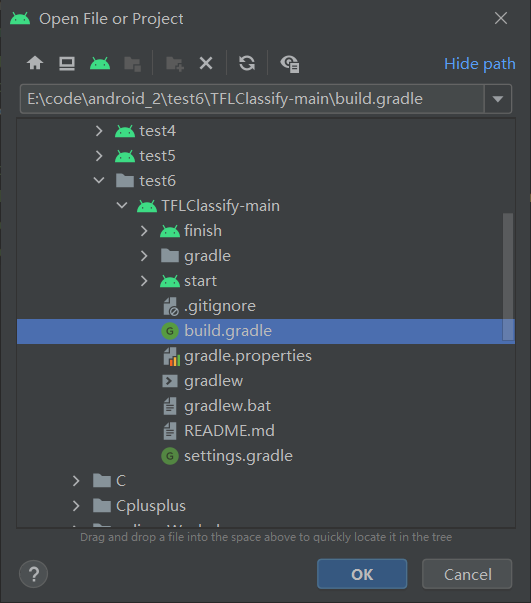 Open File or Project
Hide path
E:\code\android_2\test6\TFLClassify-main\build.gradle
test4
test5
test6
TFLClassify-main
finish
gradle
start
.gitignore
build.gradle
gradle.properties
gradlew
gradlew.bat
README.md
settings.gradle
C
Cplusplus
Drag and drop a file into the space above to quickly locate it in the tree
?
OK
Cancel